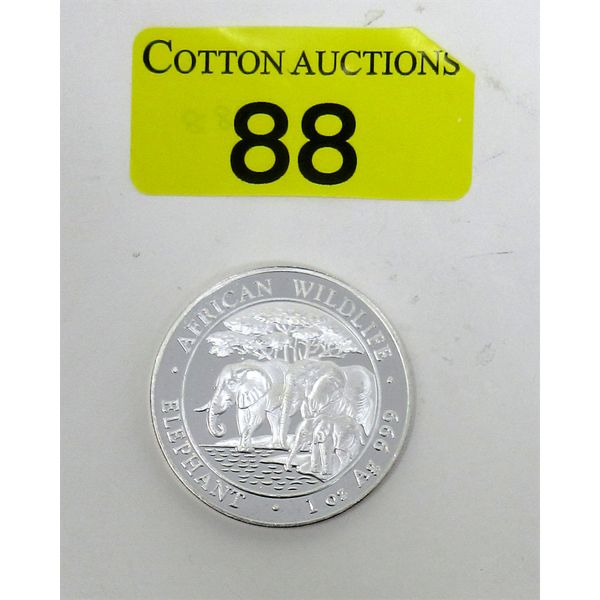 COTTON AUCTIONS
88
AFRICAN WILDLIFE
ELEPHANT · 1 oz Ag 999